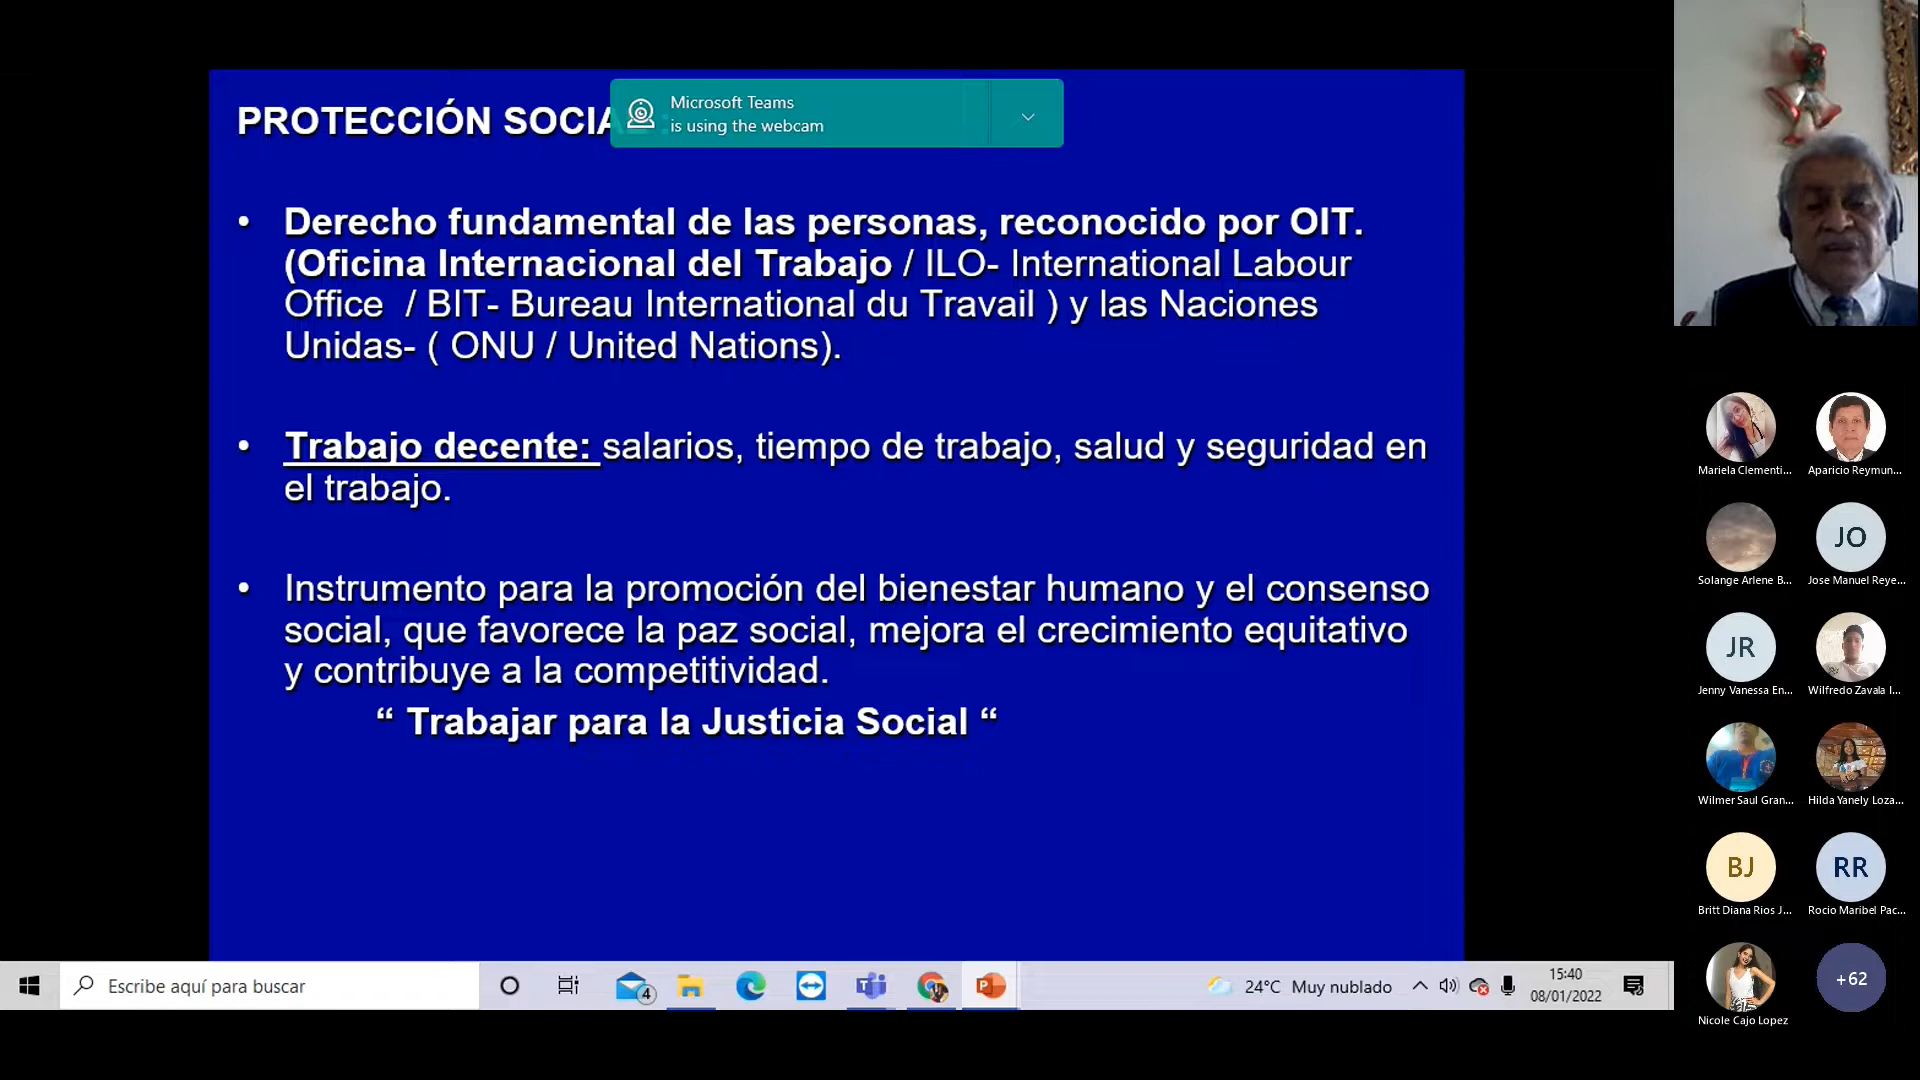 PROTECCIÓN SOCIAL :
Microsoft Teams
is using the webcam
• Derecho fundamental de las personas, reconocido por OIT.
(Oficina Internacional del Trabajo / ILO- International Labour
Office / BIT- Bureau International du Travail ) y las Naciones
Unidas- ( ONU / United Nations).
• Trabajo decente: salarios, tiempo de trabajo, salud y seguridad en
el trabajo.
• Instrumento para la promoción del bienestar humano y el consenso
social, que favorece la paz social, mejora el crecimiento equitativo
y contribuye a la competitividad.
“ Trabajar para la Justicia Social “
Mariela Clementi...
Aparicio Reymun...
JO
Solange Arlene B...
Jose Manuel Reye...
JR
Jenny Vanessa En...
Wilfredo Zavala I...
Wilmer Saul Gran...
Hilda Yanely Loza...
BJ
RR
Britt Diana Rios J...
Rocio Maribel Pac...
+62
Nicole Cajo Lopez
Escribe aquí para buscar
4
24°C Muy nublado
15:40
08/01/2022